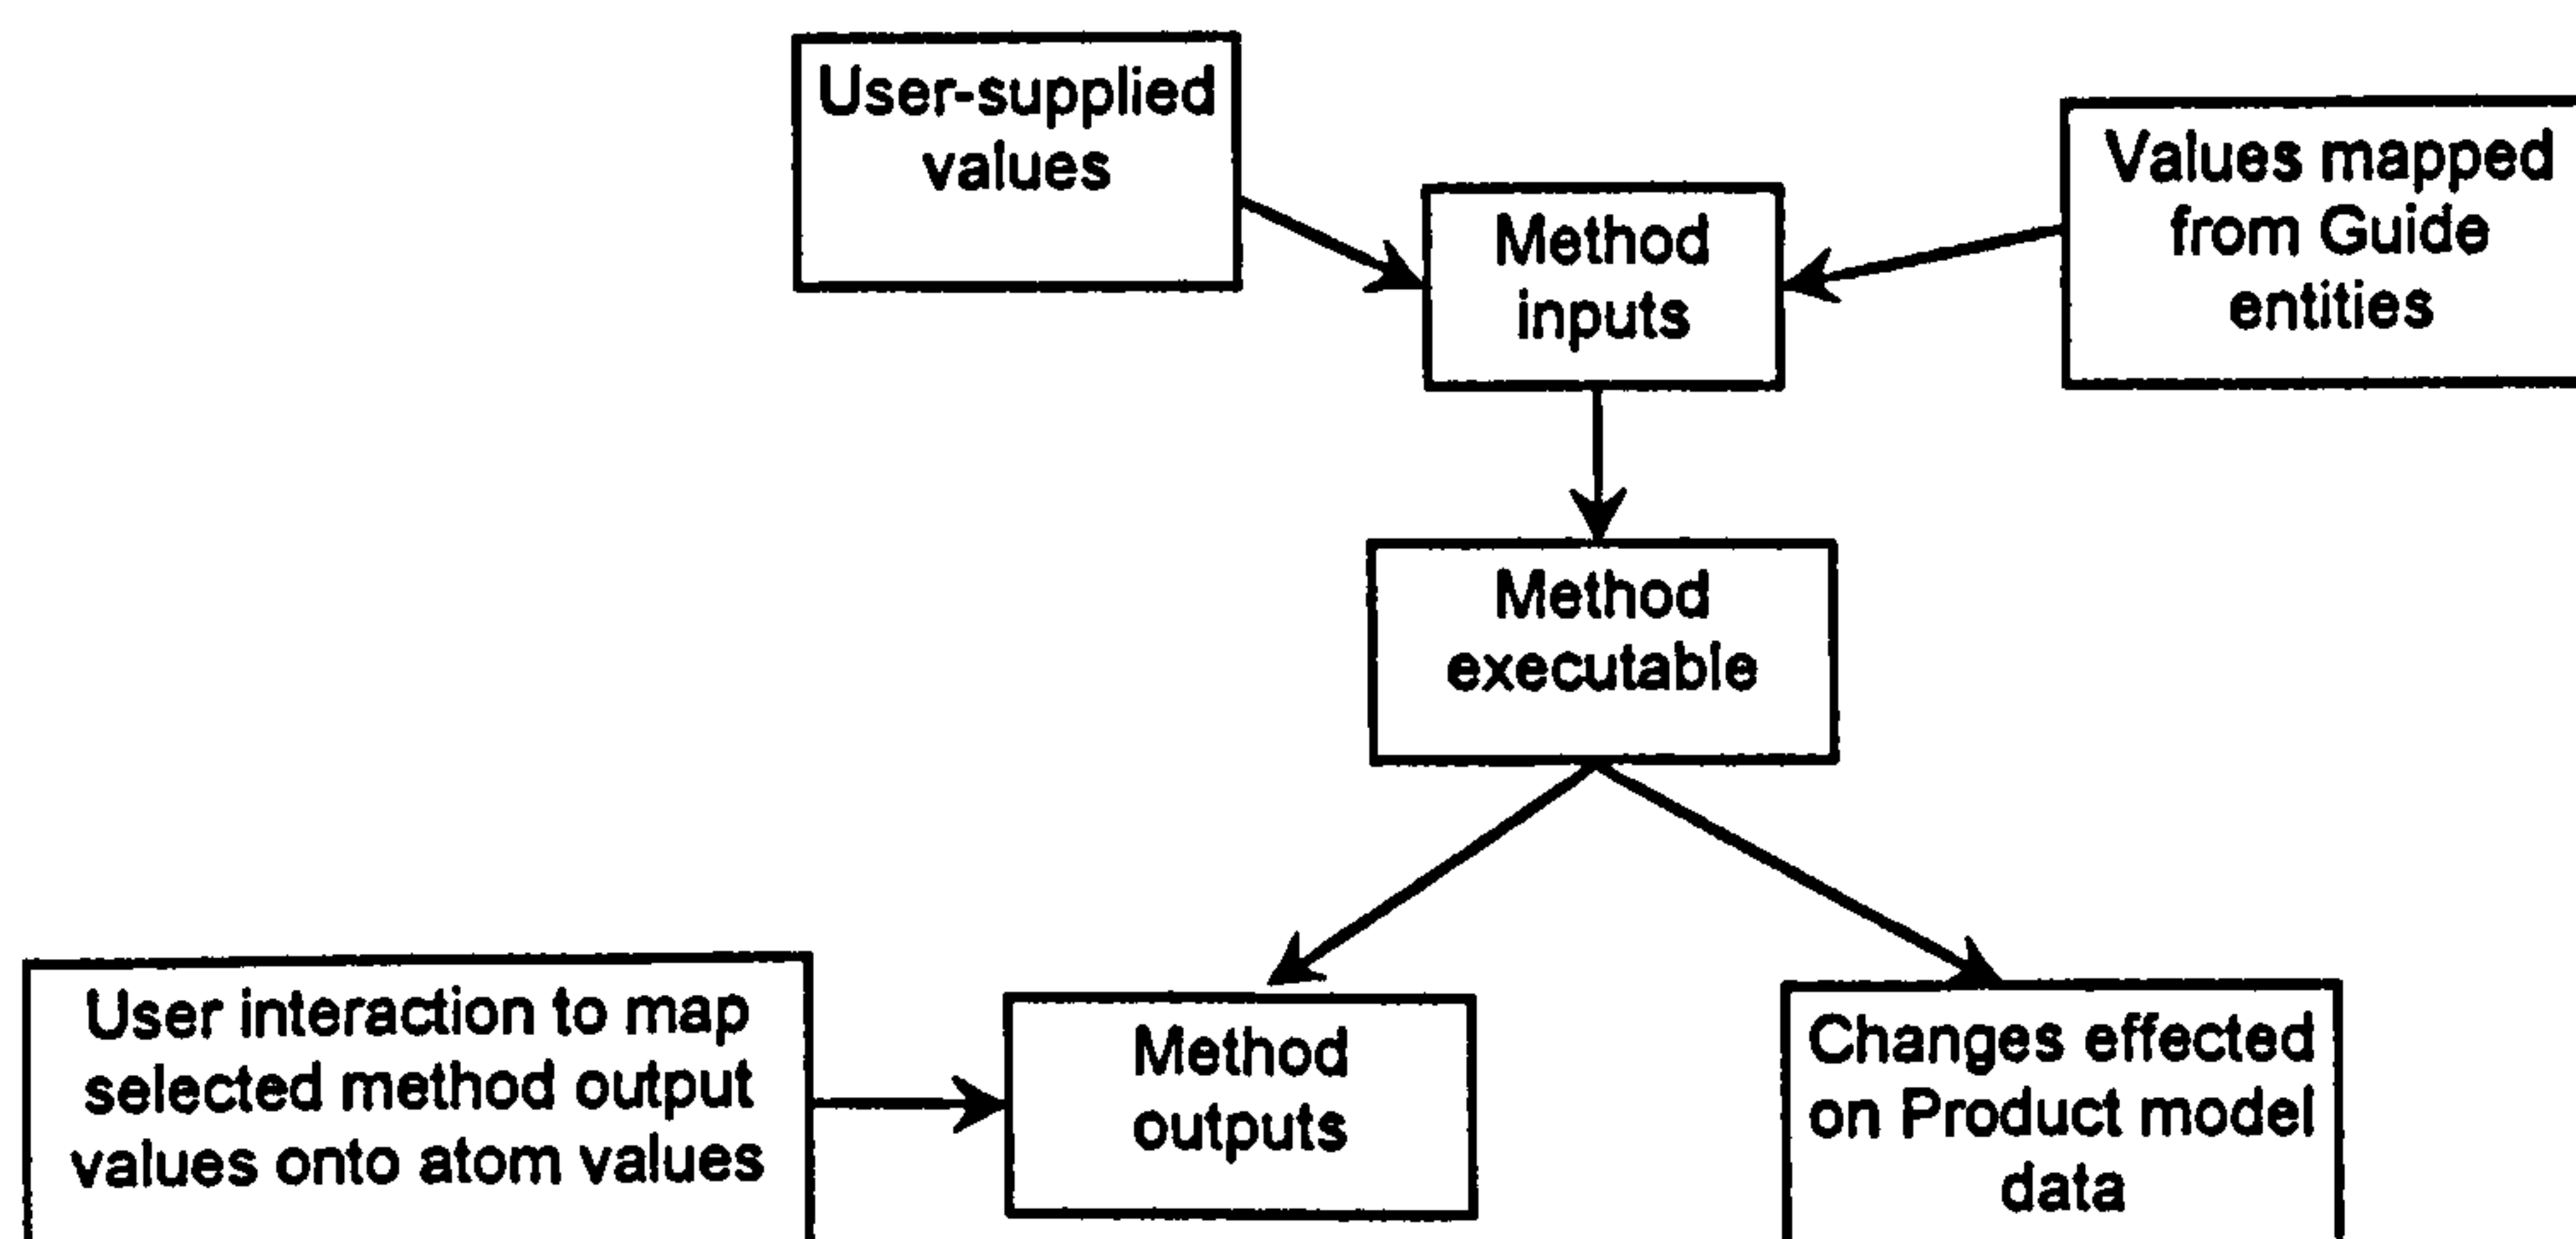 User-supplied
values
Values mapped
from Guide
entities
Method
inputs
Method
executable
User interaction to map
selected method output
values onto atom values
Method
outputs
Changes effected
on Product model
data